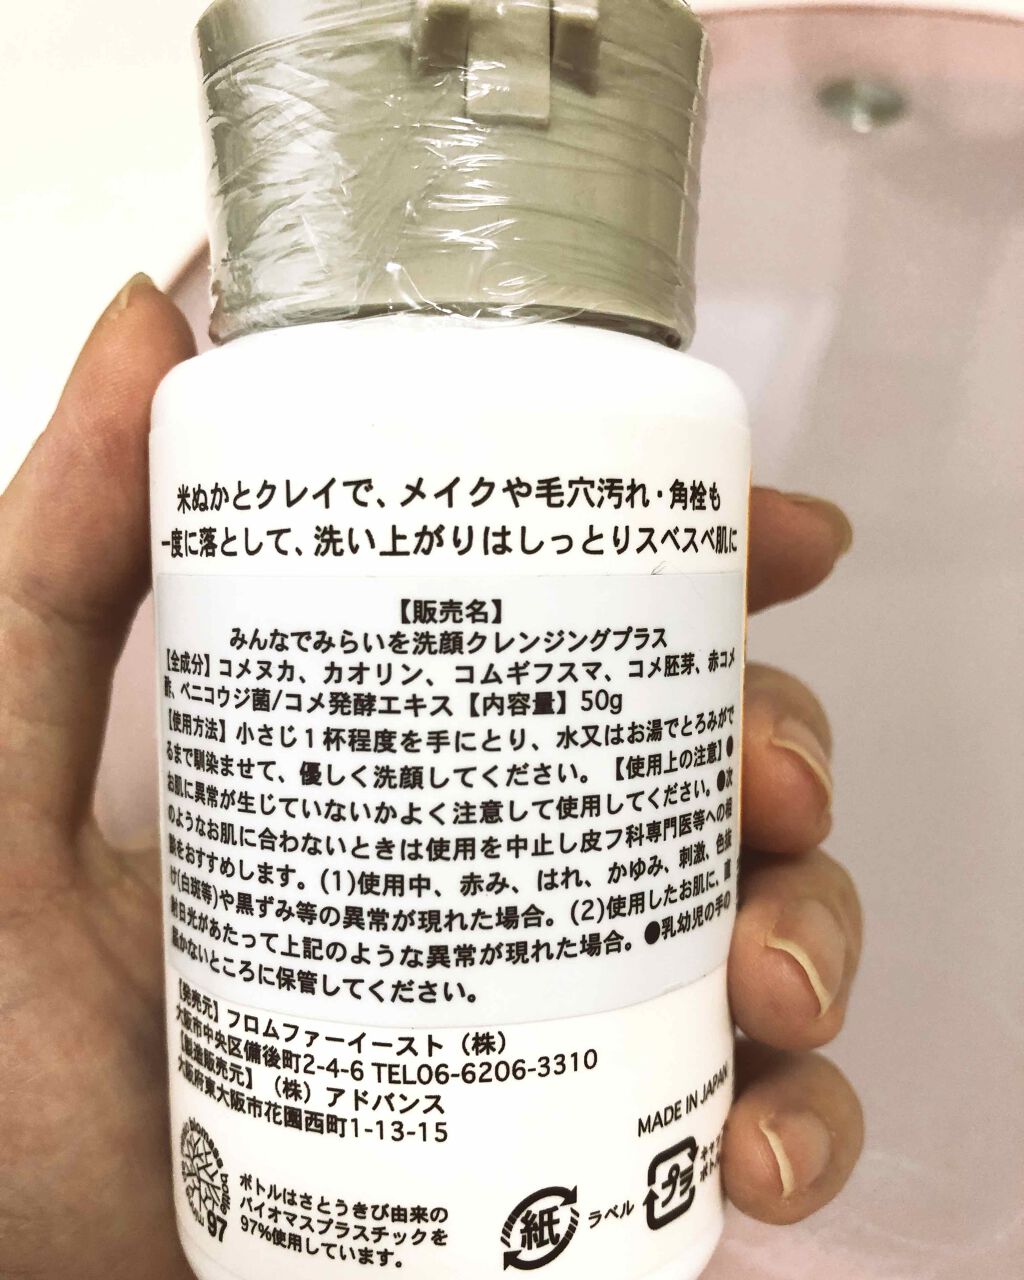 米ぬかとクレイで、メイクや毛穴汚れ・角栓も
一度に落として、洗い上がりはしっとりスベスベ肌に
【販売名】
みんなでみらいを洗顔クレンジングプラス
【全成分】コメヌカ、カオリン、コムギフスマ、コメ胚芽、赤コメ
酢、ベニコウジ菌/コメ発酵エキス【内容量】50g
【使用方法】小さじ1杯程度を手にとり、水又はお湯でとろみがで
るまで馴染ませて、優しく洗顔してください。【使用上の注意】●
お肌に異常が生じていないかよく注意して使用してください。●次
のようなお肌に合わないときは使用を中止し皮フ科専門医等への相
談をおすすめします。(1)使用中、赤み、はれ、かゆみ、刺激、色抜
け(白斑等)や黒ずみ等の異常が現れた場合。(2)使用したお肌に、直
射日光があたって上記のような異常が現れた場合。●乳幼児の手の
届かないところに保管してください。
【発売元】フロムファーイースト（株）
大阪市中央区備後町2-4-6 TEL06-6206-3310
【製造販売元】（株）アドバンス
大阪府東大阪市花園西町1-13-15
MADE IN JAPAN
biomass
97
ボトルはさとうきび由来の
バイオマスプラスチックを
97%使用しています。
紙
ラベル
プラ
キャ
ボト